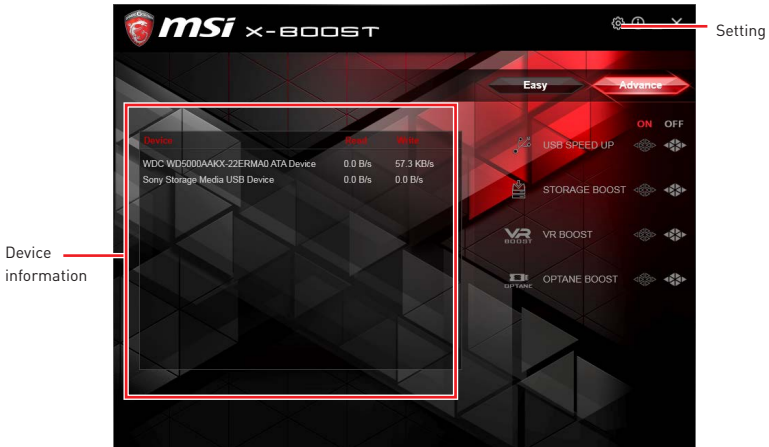 msi X-BOOST
Setting
Easy
Advance
ON OFF
Device Read Write
WDC WD5000AAKX-22ERMA0 ATA Device 0.0 B/s 57.3 KB/s
Sony Storage Media USB Device 0.0 B/s 0.0 B/s
USB SPEED UP
STORAGE BOOST
VR BOOST
VR BOOST
OPTANE
OPTANE BOOST
Device
information